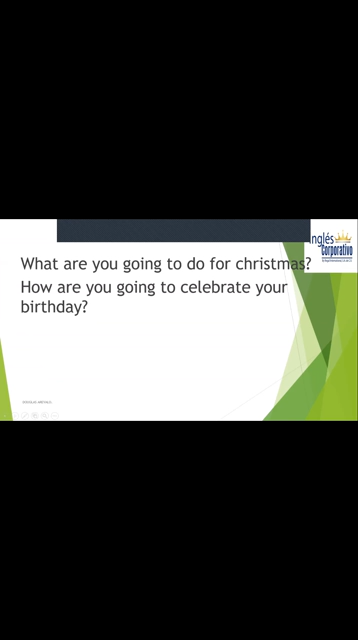 Inglés
Corporativo
What are you going to do for christmas?
How are you going to celebrate your
birthday?